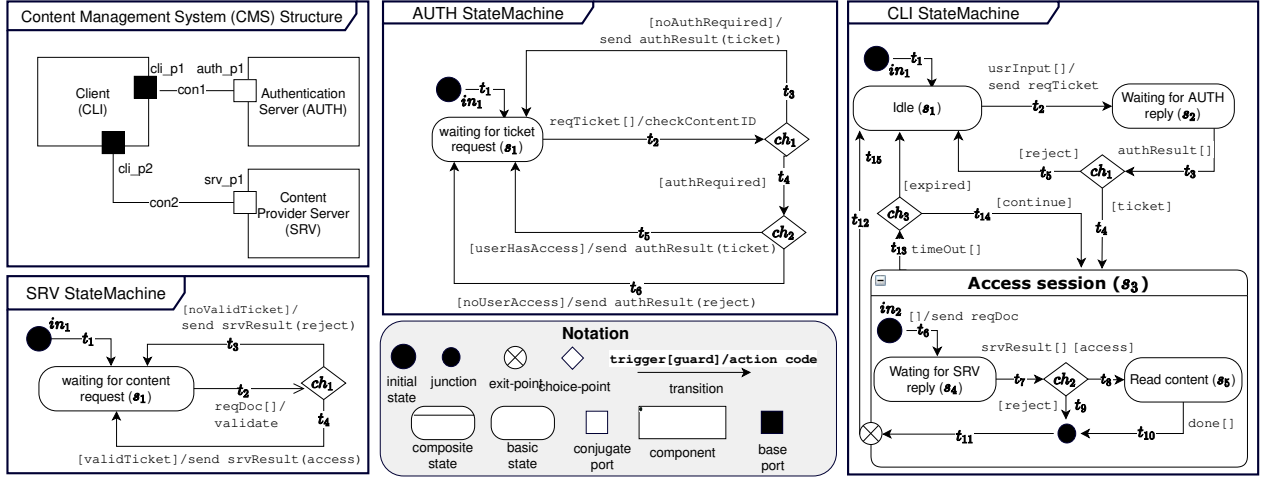 Content Management System (CMS) Structure
cli_p1
auth_p1
Client
(CLI)
con1
Authentication
Server (AUTH)
cli_p2
srv_p1
con2
Content
Provider Server
(SRV)
SRV StateMachine
[noValidTicket]/
send srvResult(reject)
in1
t1
t3
waiting for content
request (s1)
t2
ch1
reqDoc[]/
validate
t4
[validTicket]/send srvResult(access)
AUTH StateMachine
[noAuthRequired]/
send authResult(ticket)
t1
in1
t3
waiting for ticket
request (s1)
reqTicket[]/checkContentID
t2
ch1
[authRequired]
t4
t5
ch2
[userHasAccess]/send authResult(ticket)
t6
[noUserAccess]/send authResult(reject)
Notation
initial
state
junction
exit-point
choice-point
trigger[guard]/action code
transition
composite
state
basic
state
conjugate
port
component
base
port
CLI StateMachine
in1
t1
usrInput[]/
send reqTicket
Idle (s1)
t2
Waiting for AUTH
reply (s2)
t15
[reject]
authResult[]
t5
ch1
t3
[expired]
[ticket]
ch3
t14
[continue]
t12
t4
t13
timeOut[]
Access session (s3)
in2
[]/send reqDoc
t6
srvResult[]
[access]
Waiting for SRV
reply (s4)
t7
ch2
t8
Read content (s5)
[reject]
t9
done[]
t11
t10